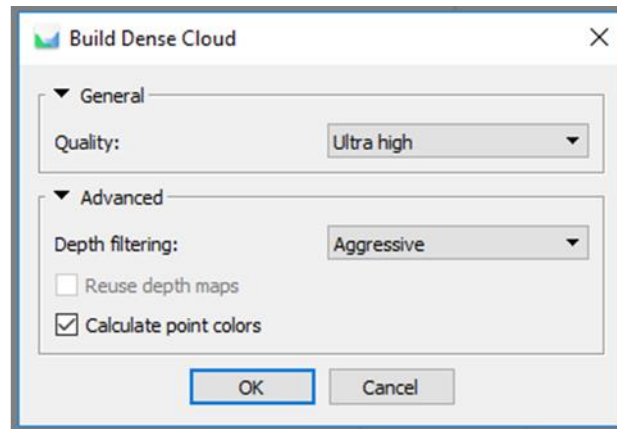 Build Dense Cloud
General
Quality: Ultra high
Advanced
Depth filtering: Aggressive
Reuse depth maps
Calculate point colors
OK Cancel